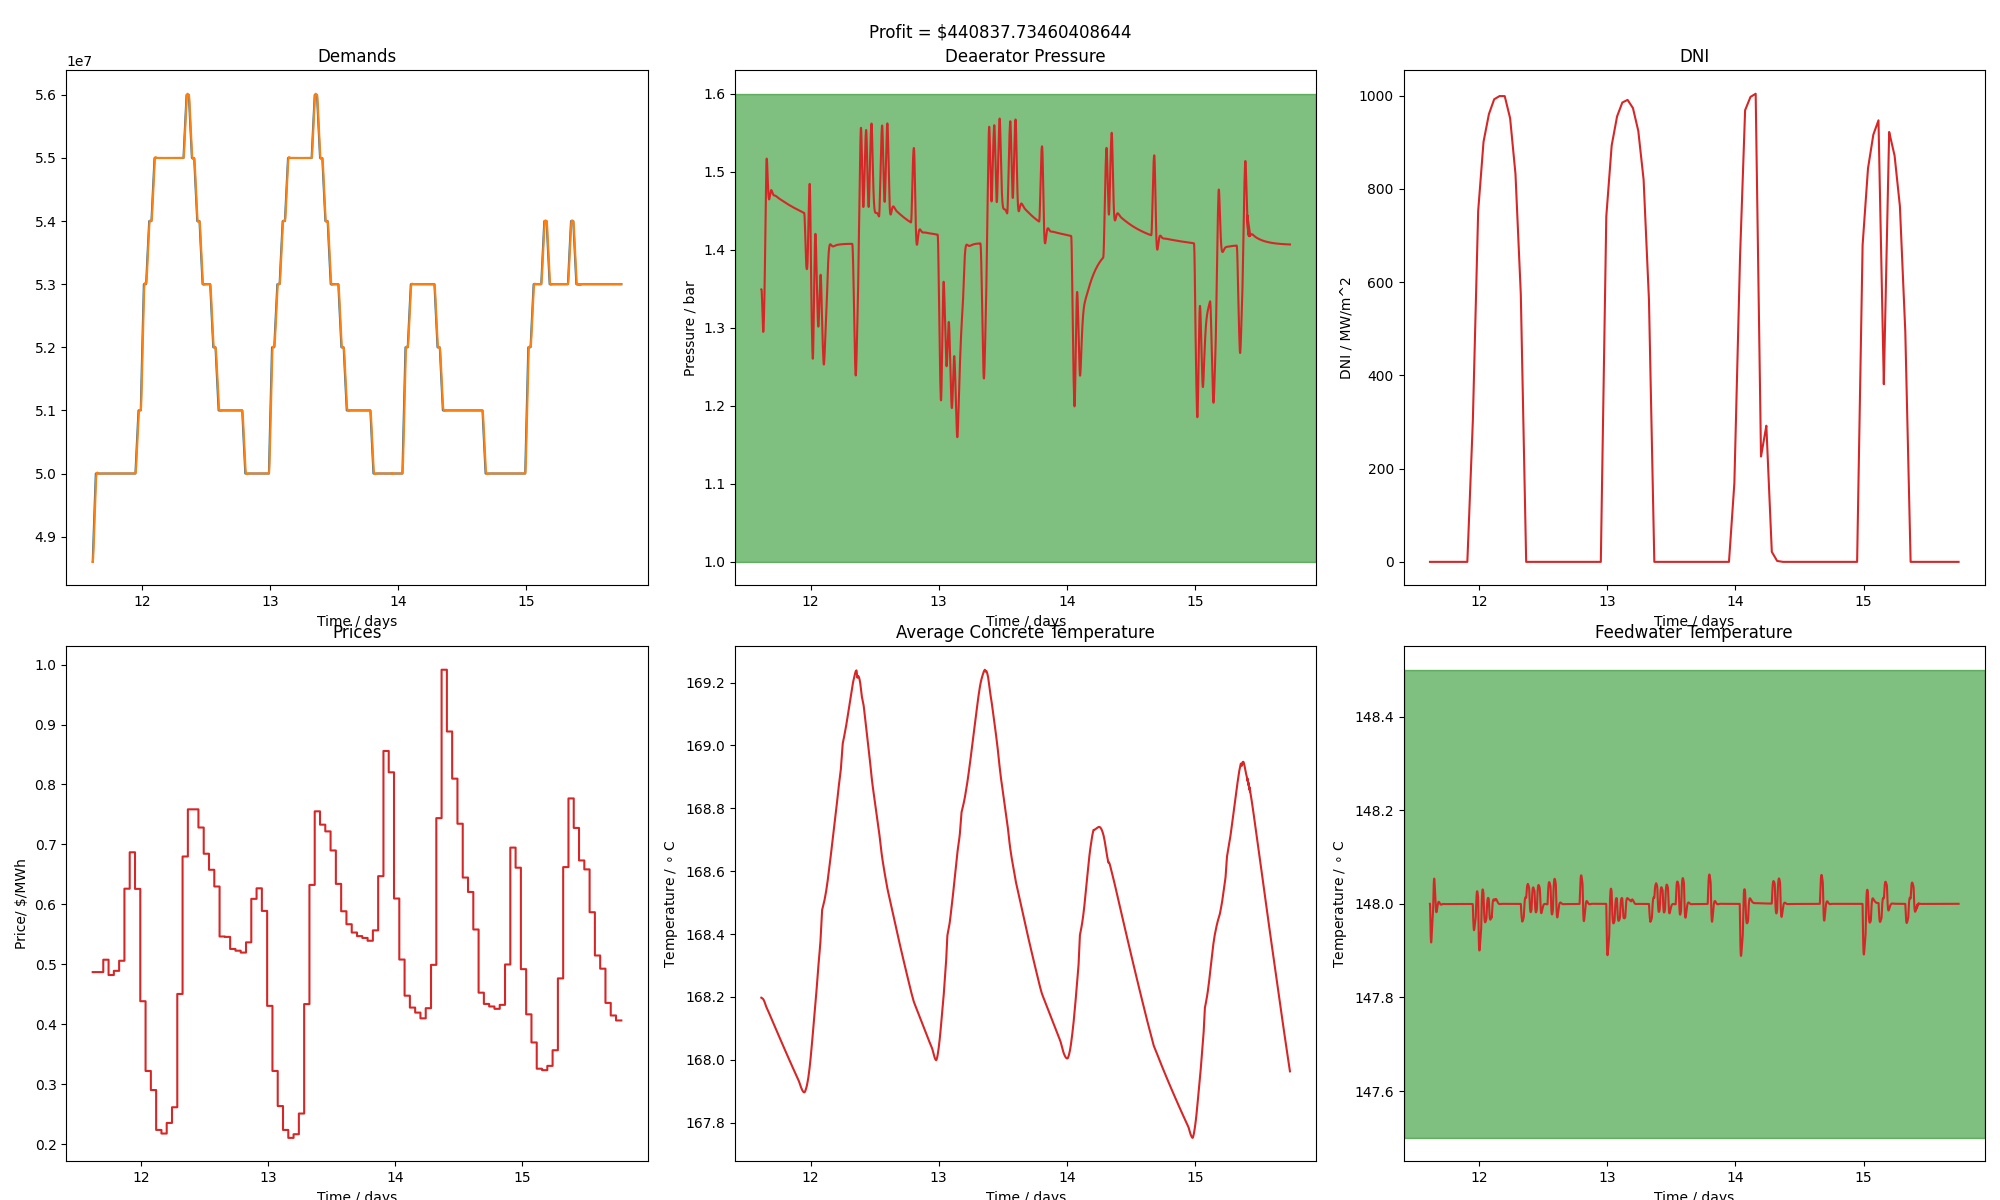 Profit = $440837.73460408644
Demands
1e7
5.6
5.5
5.4
5.3
5.2
5.1
5.0
4.9
12 13 14 15
Time / days
Deaerator Pressure
Pressure / bar
1.6
1.5
1.4
1.3
1.2
1.1
1.0
12 13 14 15
Time / days
DNI
DNI / MW/m^2
1000
800
600
400
200
0
12 13 14 15
Time / days
Prices
Price/ $/MWh
1.0
0.9
0.8
0.7
0.6
0.5
0.4
0.3
0.2
12 13 14 15
Time / days
Average Concrete Temperature
Temperature / ∘ C
169.2
169.0
168.8
168.6
168.4
168.2
168.0
167.8
12 13 14 15
Time / days
Feedwater Temperature
Temperature / ∘ C
148.4
148.2
148.0
147.8
147.6
12 13 14 15
Time / days